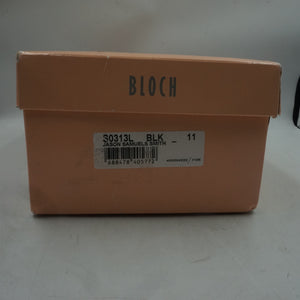 BLOCH
S0313L BLK _ 11
JASON SAMUELS SMITH